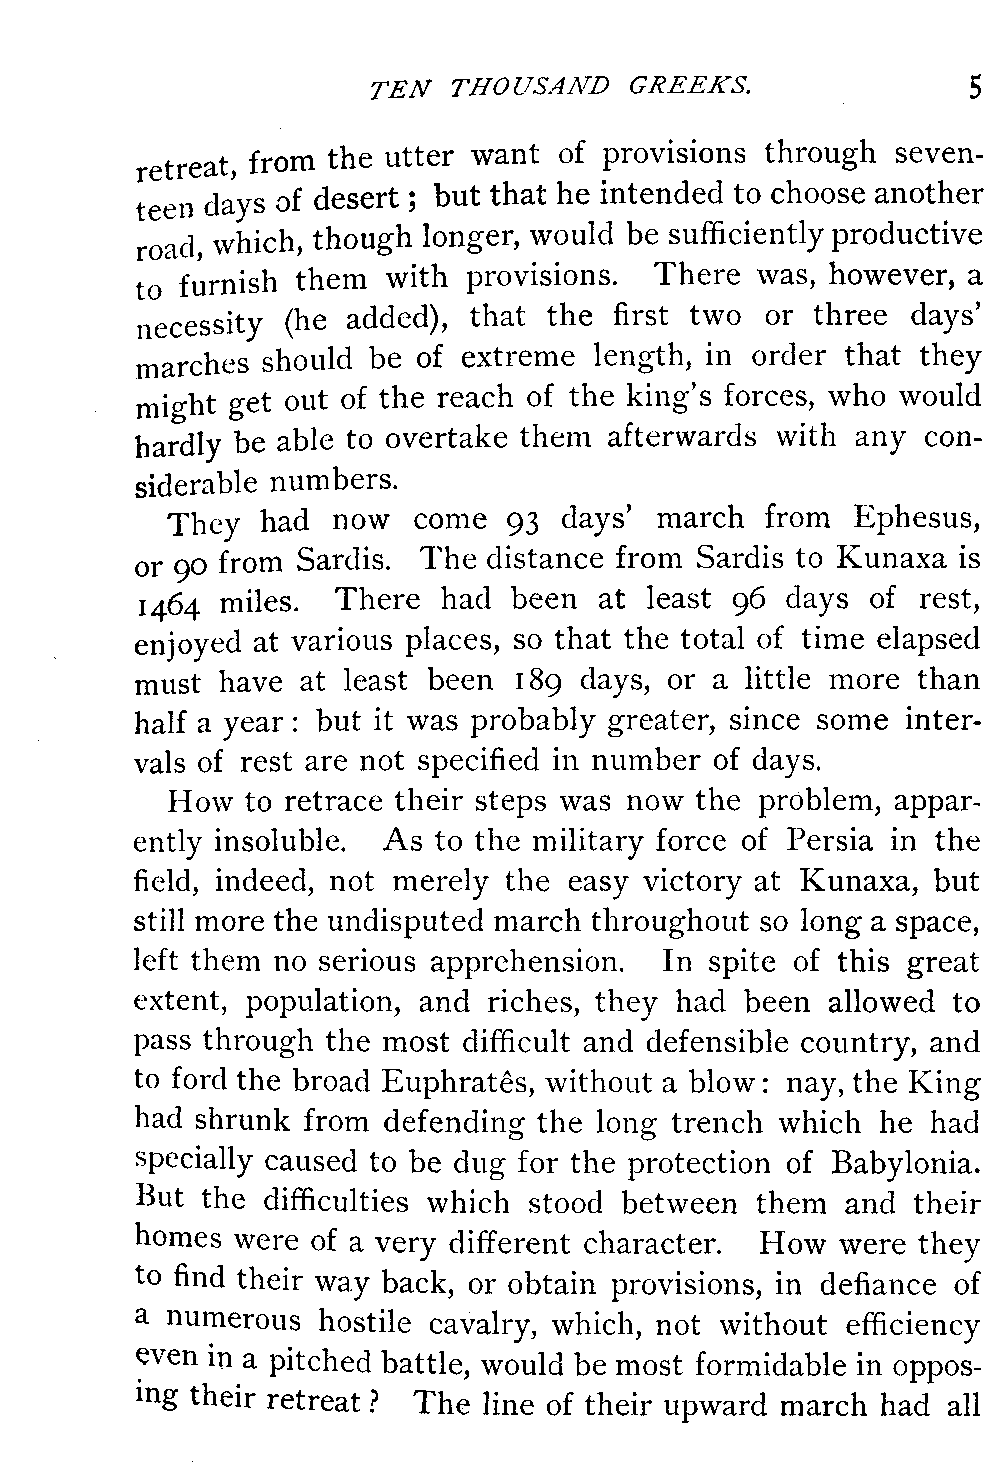 TEN THOUSAND GREEKS. 5
retreat, from the utter want of provisions through seven-
teen days of desert; but that he intended to choose another
road, which, though longer, would be sufficiently productive
to furnish them with provisions. There was, however, a
necessity (he added), that the first two or three days'
marches should be of extreme length, in order that they
might get out of the reach of the king's forces, who would
hardly be able to overtake them afterwards with any con-
siderable numbers.
They had now come 93 days' march from Ephesus,
or 90 from Sardis. The distance from Sardis to Kunaxa is
1464 miles. There had been at least 96 days of rest,
enjoyed at various places, so that the total of time elapsed
must have at least been 189 days, or a little more than
half a year: but it was probably greater, since some inter-
vals of rest are not specified in number of days.
How to retrace their steps was now the problem, appar-
ently insoluble. As to the military force of Persia in the
field, indeed, not merely the easy victory at Kunaxa, but
still more the undisputed march throughout so long a space,
left them no serious apprehension. In spite of this great
extent, population, and riches, they had been allowed to
pass through the most difficult and defensible country, and
to ford the broad Euphratês, without a blow: nay, the King
had shrunk from defending the long trench which he had
specially caused to be dug for the protection of Babylonia.
But the difficulties which stood between them and their
homes were of a very different character. How were they
to find their way back, or obtain provisions, in defiance of
a numerous hostile cavalry, which, not without efficiency
even in a pitched battle, would be most formidable in oppos-
ing their retreat? The line of their upward march had all